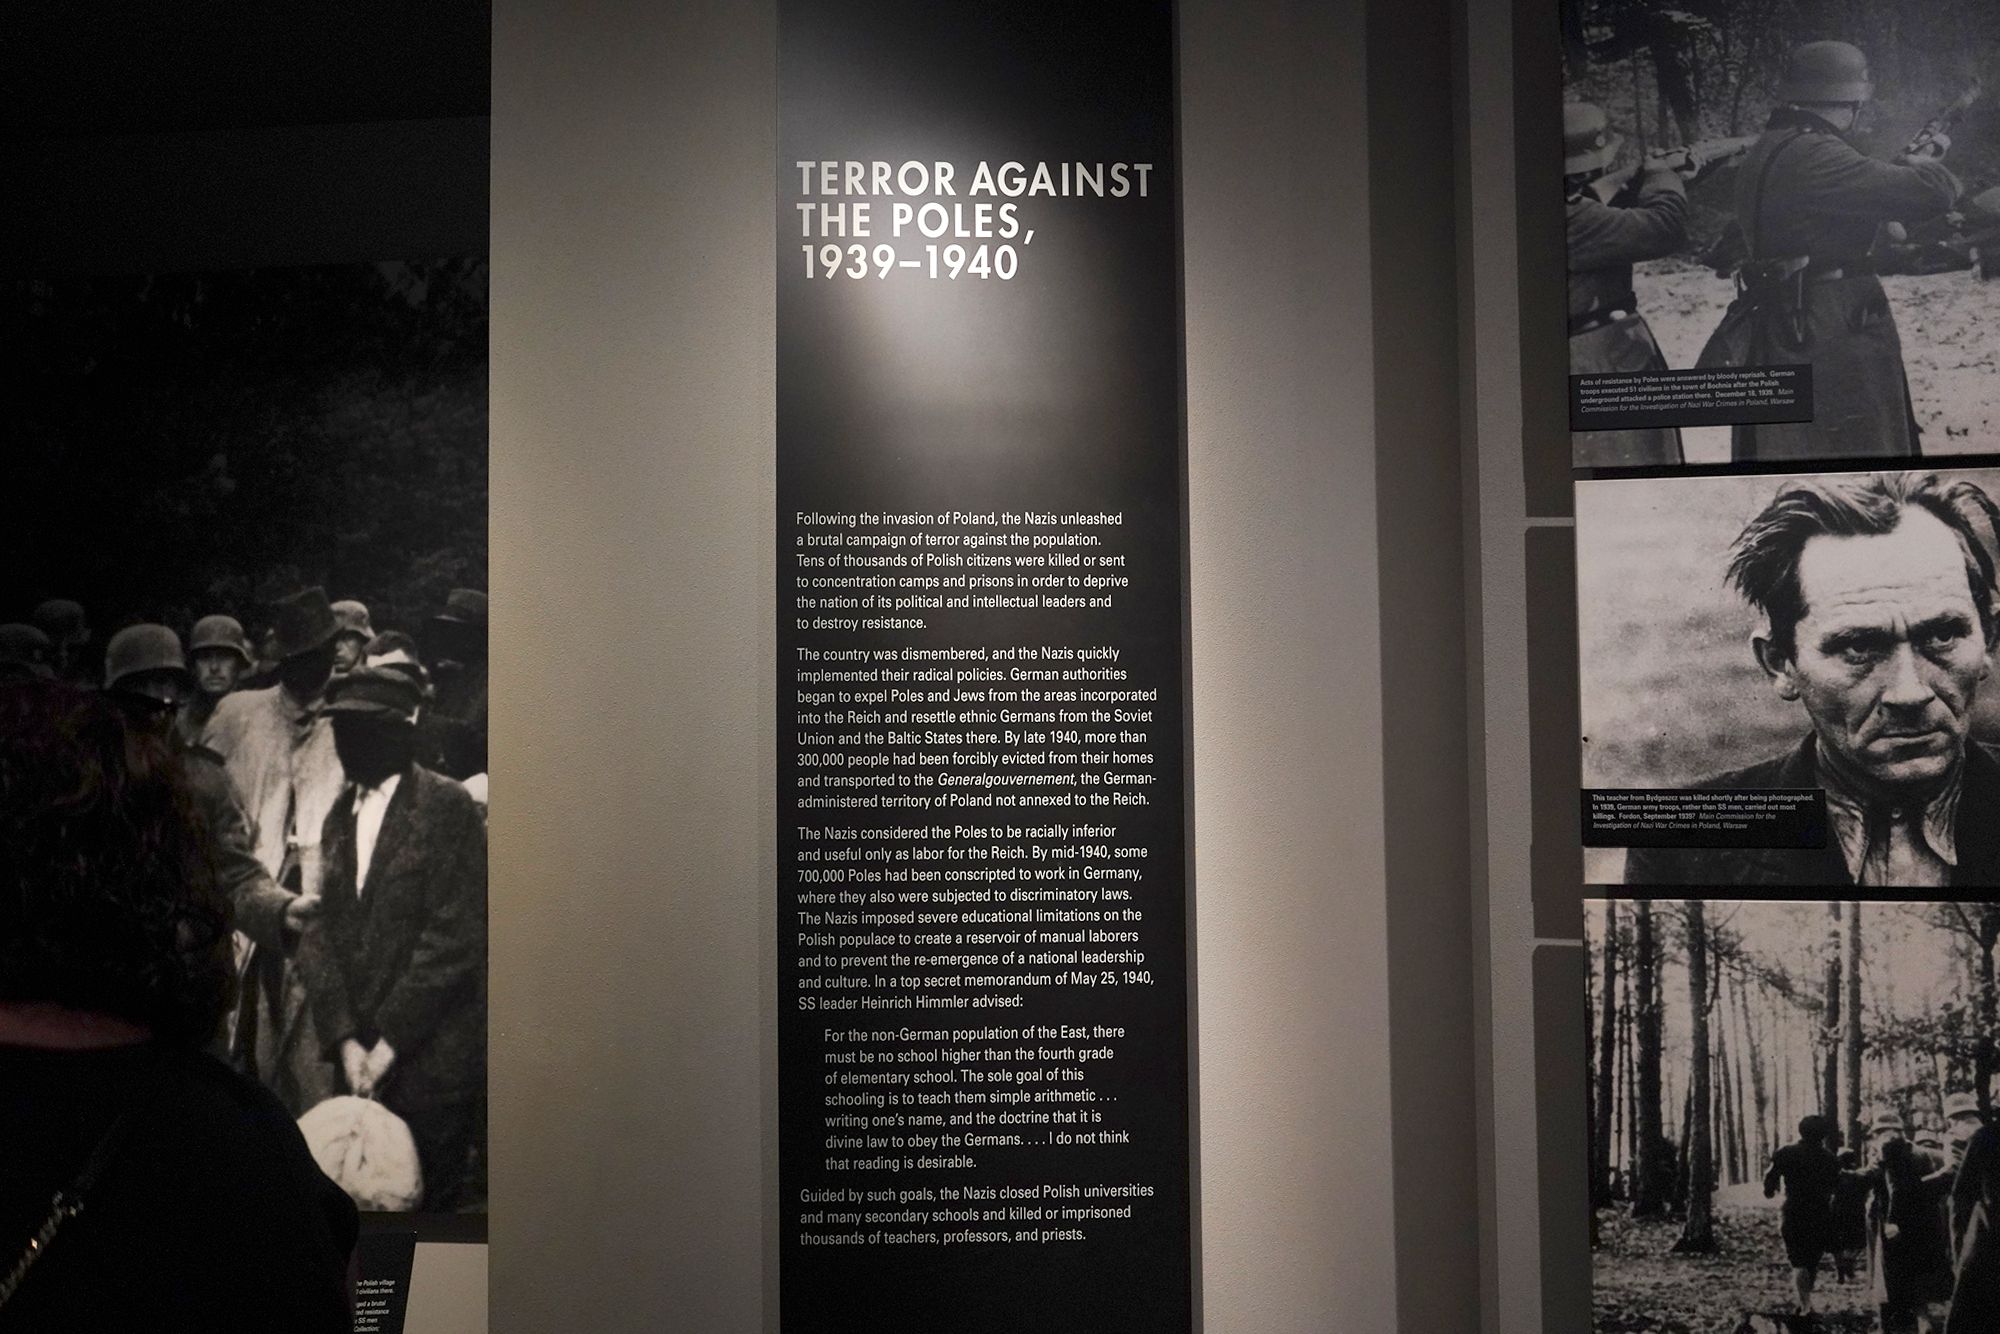 TERROR AGAINST
THE POLES,
1939–1940
Following the invasion of Poland, the Nazis unleashed
a brutal campaign of terror against the population.
Tens of thousands of Polish citizens were killed or sent
to concentration camps and prisons in order to deprive
the nation of its political and intellectual leaders and
to destroy resistance.
The country was dismembered, and the Nazis quickly
implemented their radical policies. German authorities
began to expel Poles and Jews from the areas incorporated
into the Reich and resettle ethnic Germans from the Soviet
Union and the Baltic States there. By late 1940, more than
300,000 people had been forcibly evicted from their homes
and transported to the Generalgouvernement, the German-
administered territory of Poland not annexed to the Reich.
The Nazis considered the Poles to be racially inferior
and useful only as labor for the Reich. By mid-1940, some
700,000 Poles had been conscripted to work in Germany,
where they also were subjected to discriminatory laws.
The Nazis imposed severe educational limitations on the
Polish populace to create a reservoir of manual laborers
and to prevent the re-emergence of a national leadership
and culture. In a top secret memorandum of May 25, 1940,
SS leader Heinrich Himmler advised:
For the non-German population of the East, there
must be no school higher than the fourth grade
of elementary school. The sole goal of this
schooling is to teach them simple arithmetic . . .
writing one's name, and the doctrine that it is
divine law to obey the Germans. . . . I do not think
that reading is desirable.
Guided by such goals, the Nazis closed Polish universities
and many secondary schools and killed or imprisoned
thousands of teachers, professors, and priests.
Acts of resistance by Poles were answered by bloody reprisals. German
troops executed 51 civilians in the town of Bochnia after the Polish
underground attacked a police station there. December 18, 1939. Main
Commission for the Investigation of Nazi War Crimes in Poland, Warsaw
This teacher from Bydgoszcz was killed shortly after being photographed.
In 1939, German army troops, rather than SS men, carried out most
killings. Fordon, September 1939? Main Commission for the
Investigation of Nazi War Crimes in Poland, Warsaw
he Polish village
civilians there.
ged a brutal
ted resistance
SS men
Collection;